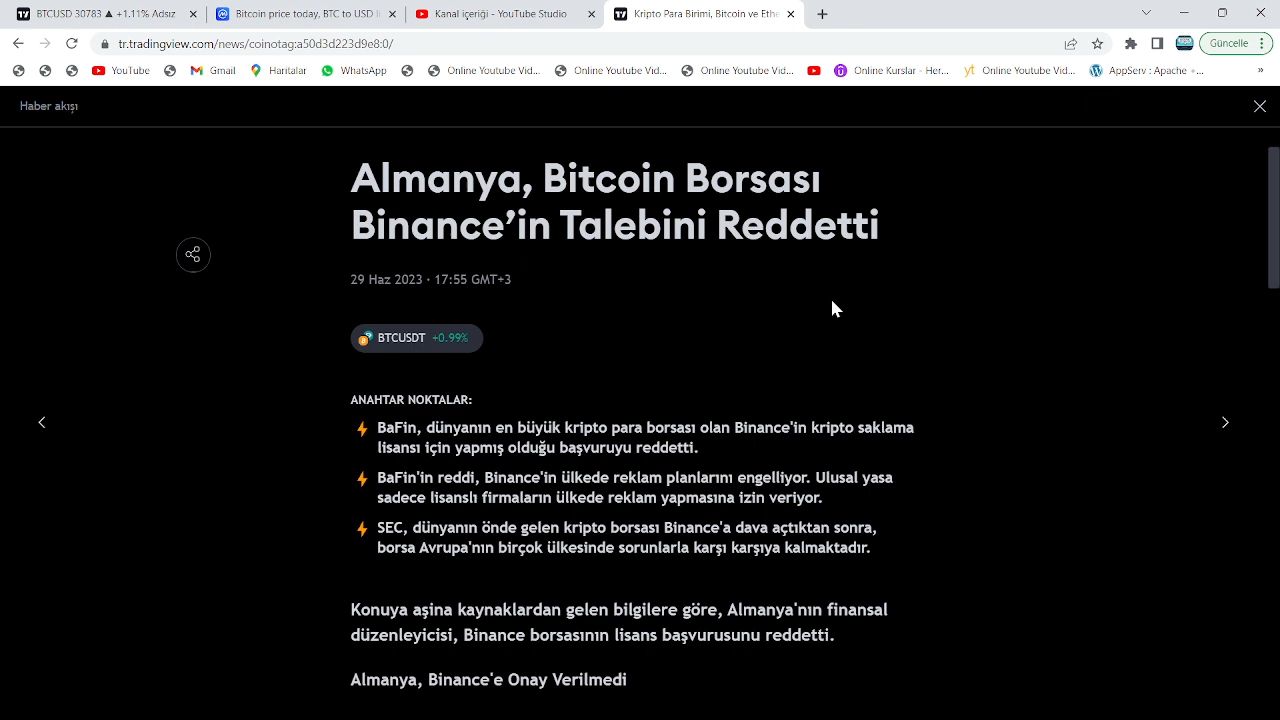 BTCUSD 30783 ▲ +1.11% Adsız
Bitcoin price today, BTC to USD li
Kanal içeriği - YouTube Studio
Kripto Para Birimi, Bitcoin ve Ethe
tr.tradingview.com/news/coinotag:a50d3d223d9e8:0/
Güncelle
YouTube
Gmail
Haritalar
WhatsApp
Online Youtube Vid...
Online Youtube Vid...
Online Youtube Vid...
Online Kurslar - Her...
yt Online Youtube Vid...
AppServ : Apache +...
»
Haber akışı
Almanya, Bitcoin Borsası
Binance’in Talebini Reddetti
29 Haz 2023 · 17:55 GMT+3
BTCUSDT +0.99%
ANAHTAR NOKTALAR:
BaFin, dünyanın en büyük kripto para borsası olan Binance'in kripto saklama
lisansı için yapmış olduğu başvuruyu reddetti.
BaFin'in reddi, Binance'in ülkede reklam planlarını engelliyor. Ulusal yasa
sadece lisanslı firmaların ülkede reklam yapmasına izin veriyor.
SEC, dünyanın önde gelen kripto borsası Binance'a dava açtıktan sonra,
borsa Avrupa'nın birçok ülkesinde sorunlarla karşı karşıya kalmaktadır.
Konuya aşina kaynaklardan gelen bilgilere göre, Almanya'nın finansal
düzenleyicisi, Binance borsasının lisans başvurusunu reddetti.
Almanya, Binance'e Onay Verilmedi